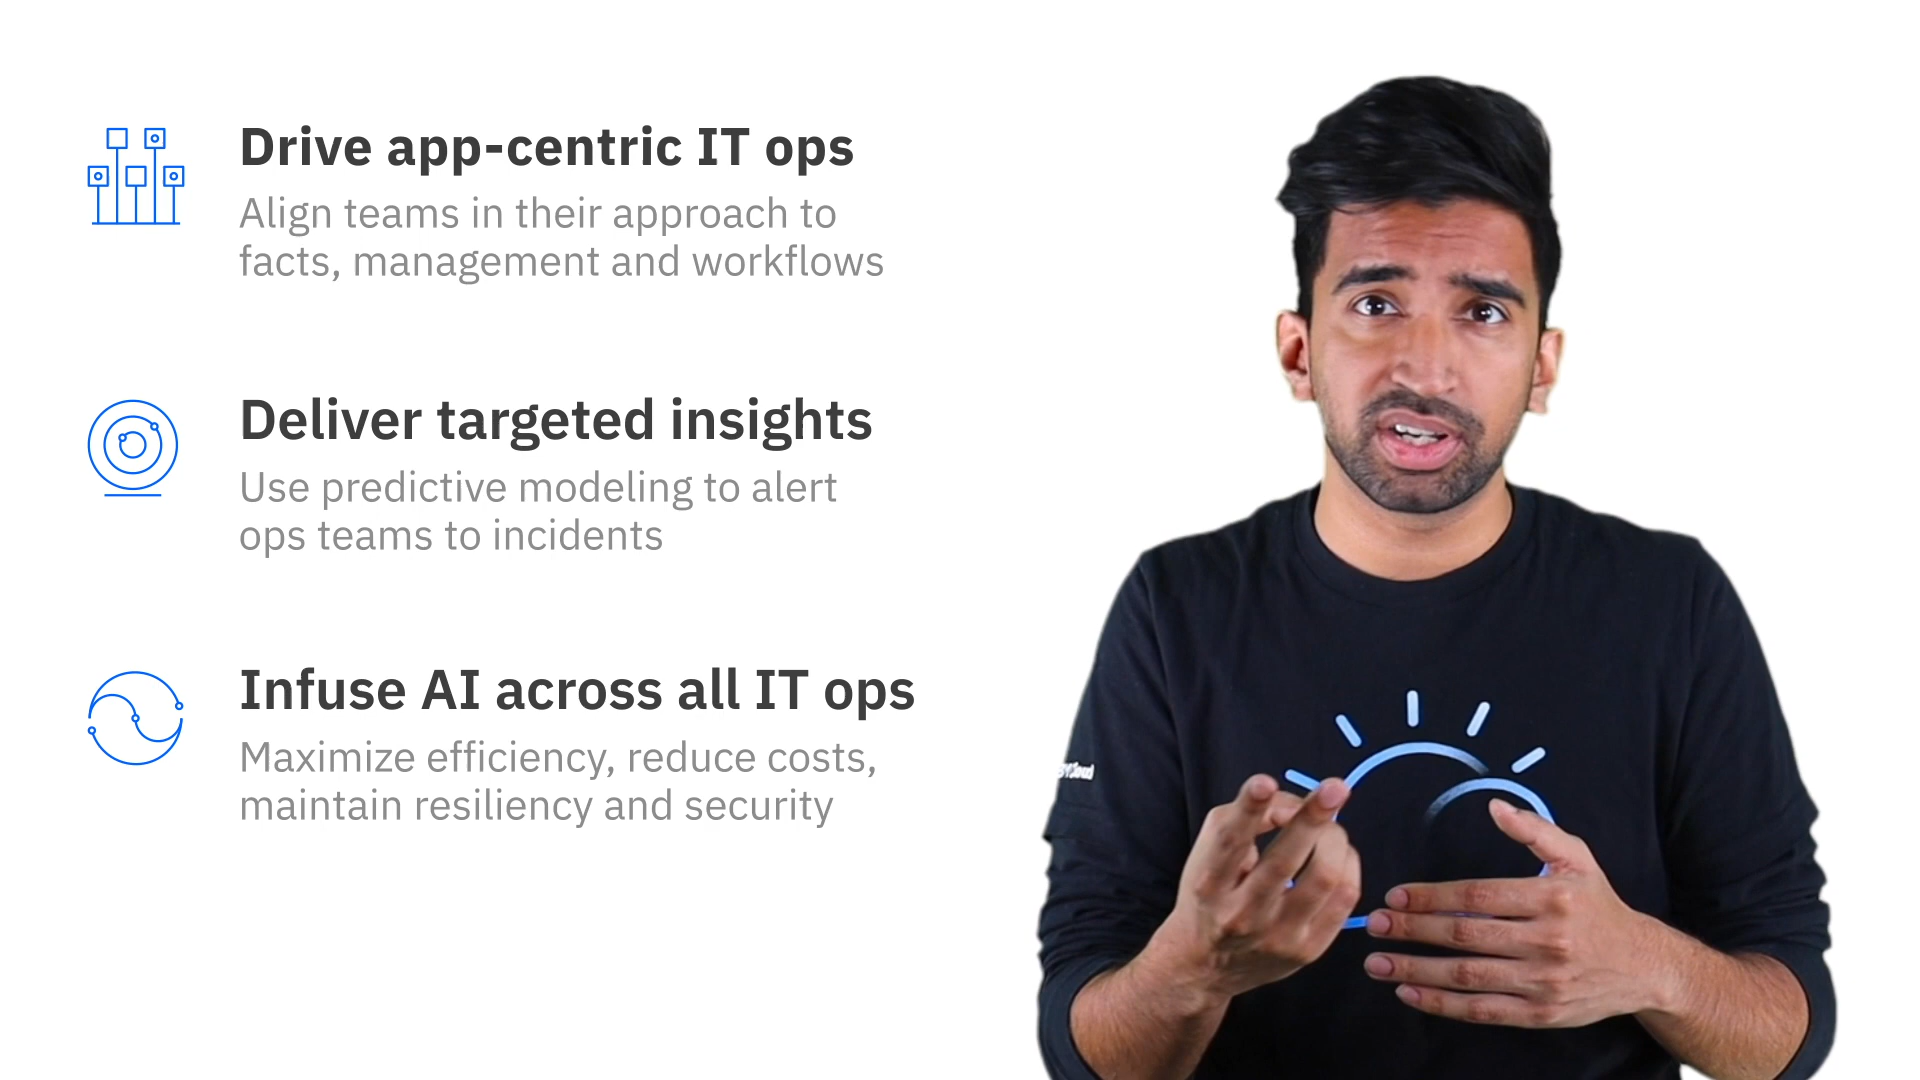 Drive app-centric IT ops
Align teams in their approach to
facts, management and workflows
Deliver targeted insights
Use predictive modeling to alert
ops teams to incidents
Infuse AI across all IT ops
Maximize efficiency, reduce costs,
maintain resiliency and security